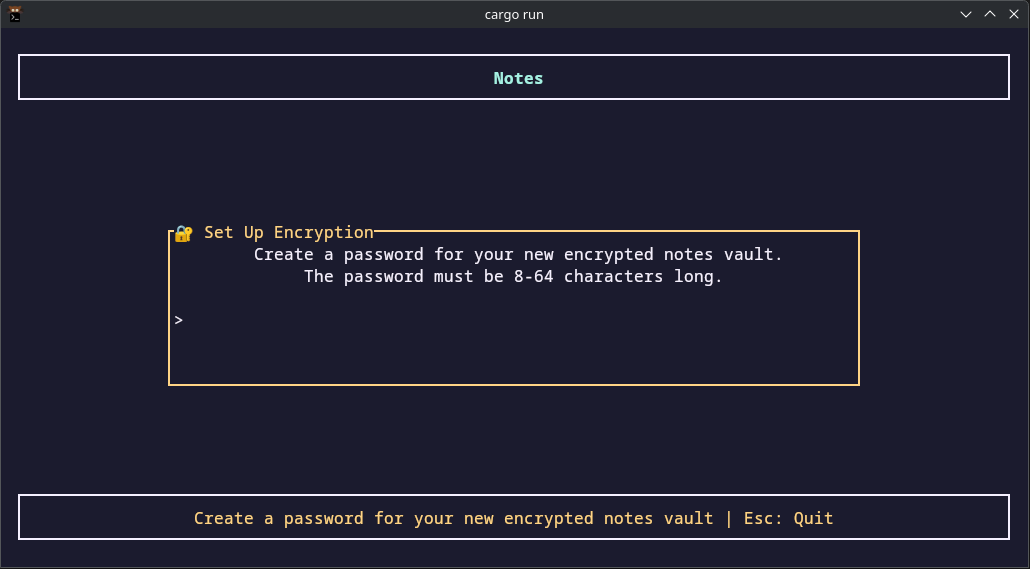 cargo run
Notes
🔐 Set Up Encryption
Create a password for your new encrypted notes vault.
The password must be 8-64 characters long.
>
Create a password for your new encrypted notes vault | Esc: Quit